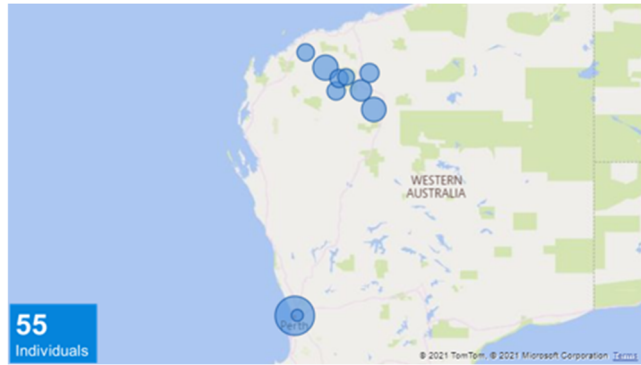 WESTERN
AUSTRALIA
Perth
55
Individuals
© 2021 TomTom, © 2021 Microsoft Corporation Terms